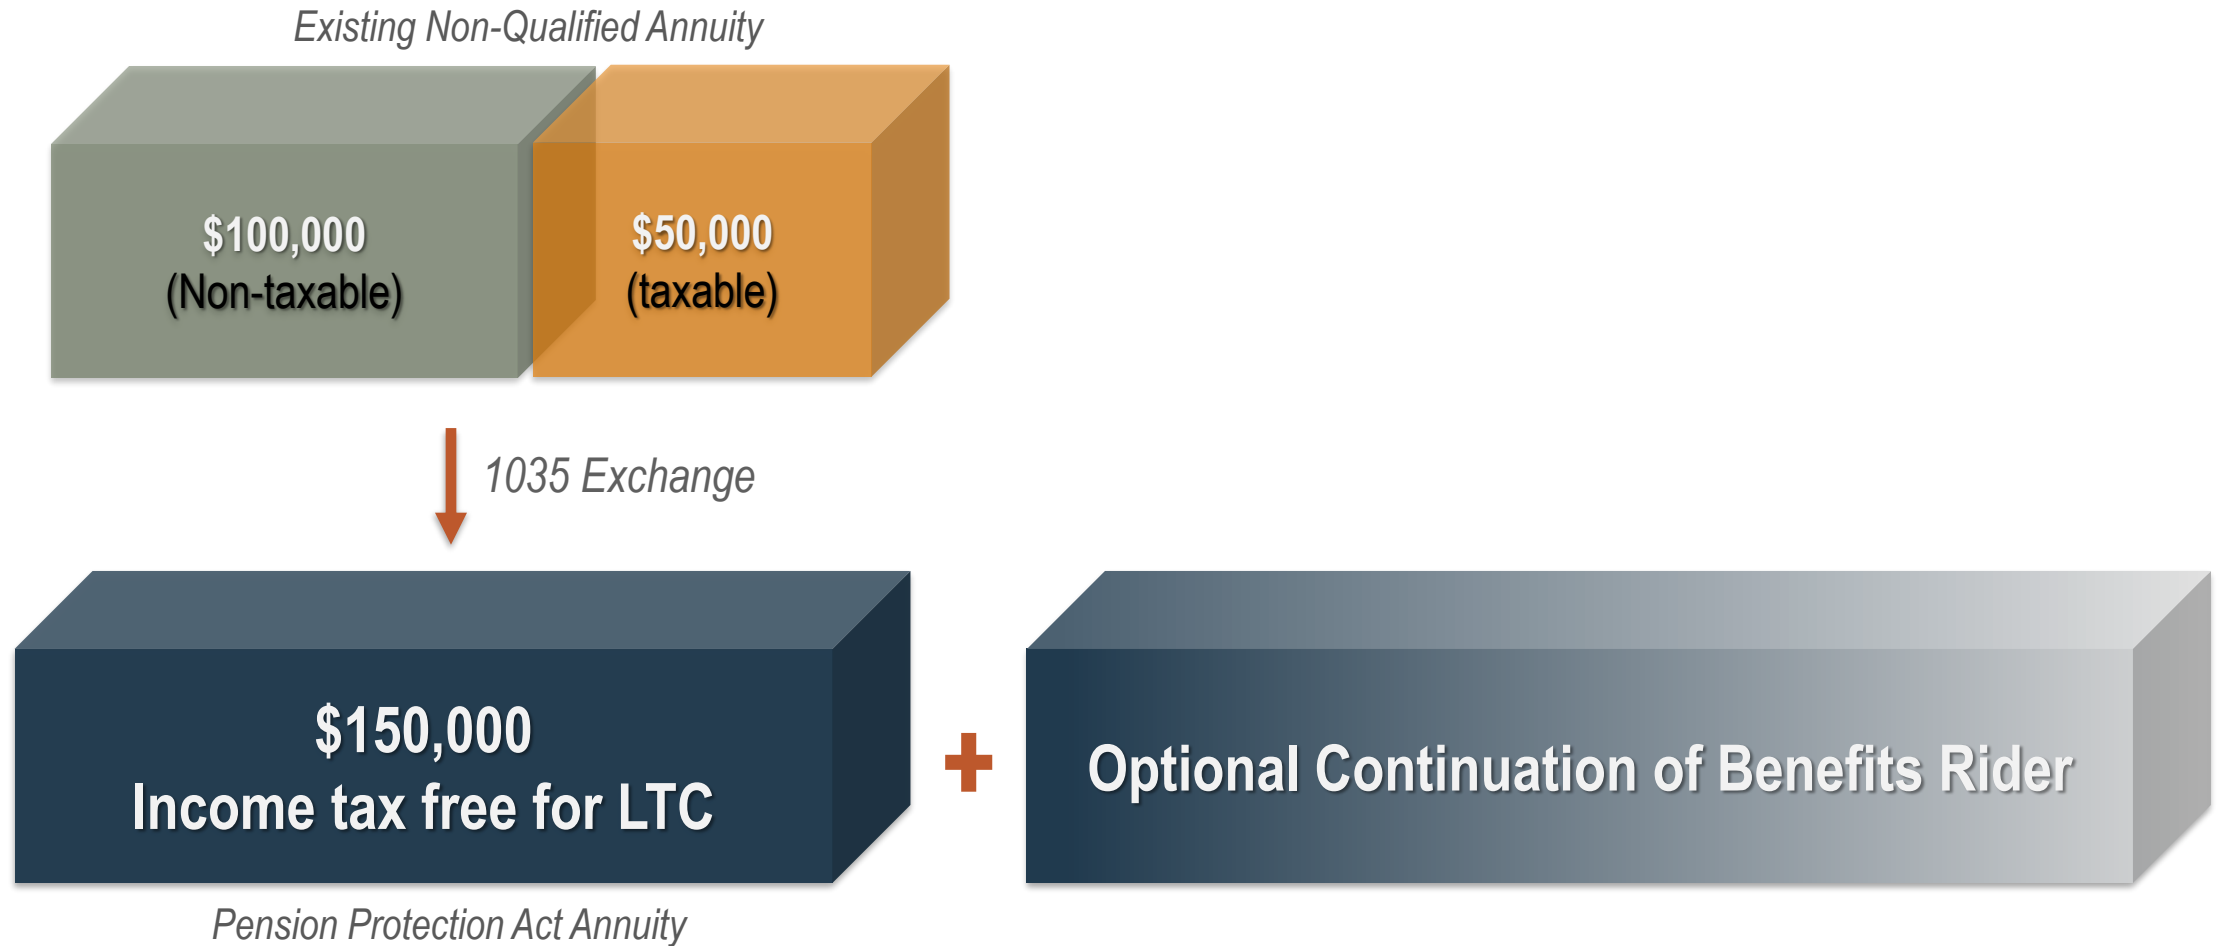 Existing Non-Qualified Annuity
$100,000
(Non-taxable)
$50,000
(taxable)
1035 Exchange
$150,000
Income tax free for LTC
Optional Continuation of Benefits Rider
Pension Protection Act Annuity